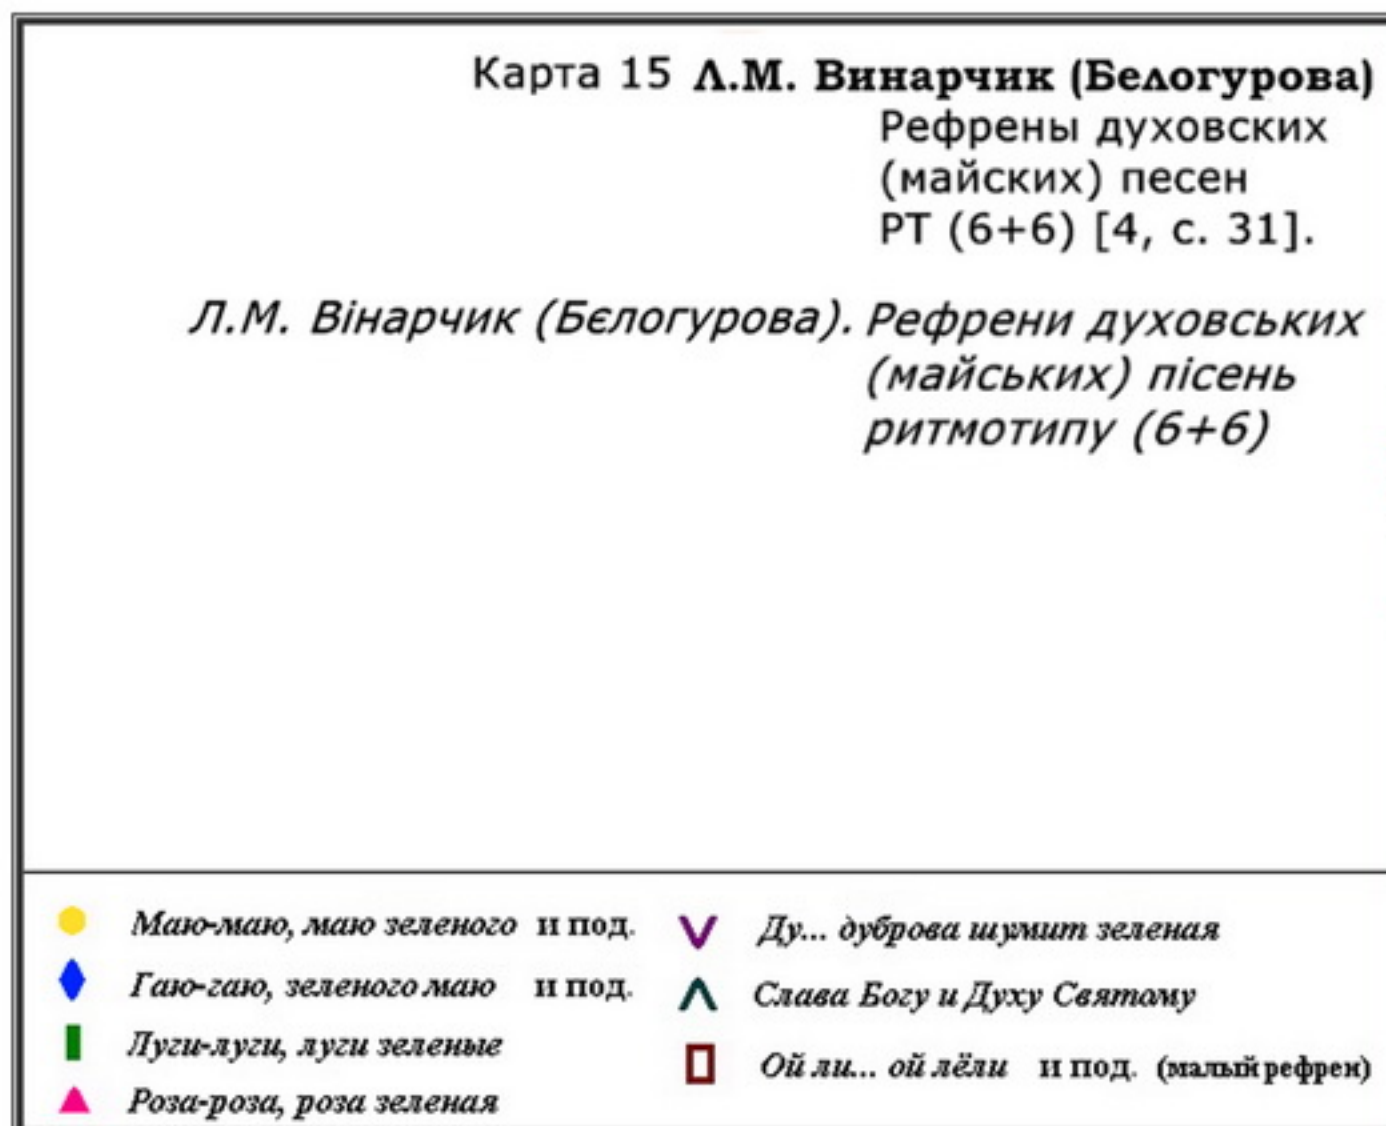 Карта 15 Л.М. Винарчик (Белогурова)
Рефрены духовских
(майских) песен
РТ (6+6) [4, с. 31].
Л.М. Вінарчик (Бєлогурова). Рефрени духовських
(майських) пісень
ритмотипу (6+6)
Маю-маю, маю зеленого и под.
Гаю-гаю, зеленого маю и под.
Луги-луги, луги зеленые
Роза-роза, роза зеленая
Ду... дуброва шумит зеленая
Слава Богу и Духу Святому
Ой ли... ой лёли и под. (малый рефрен)